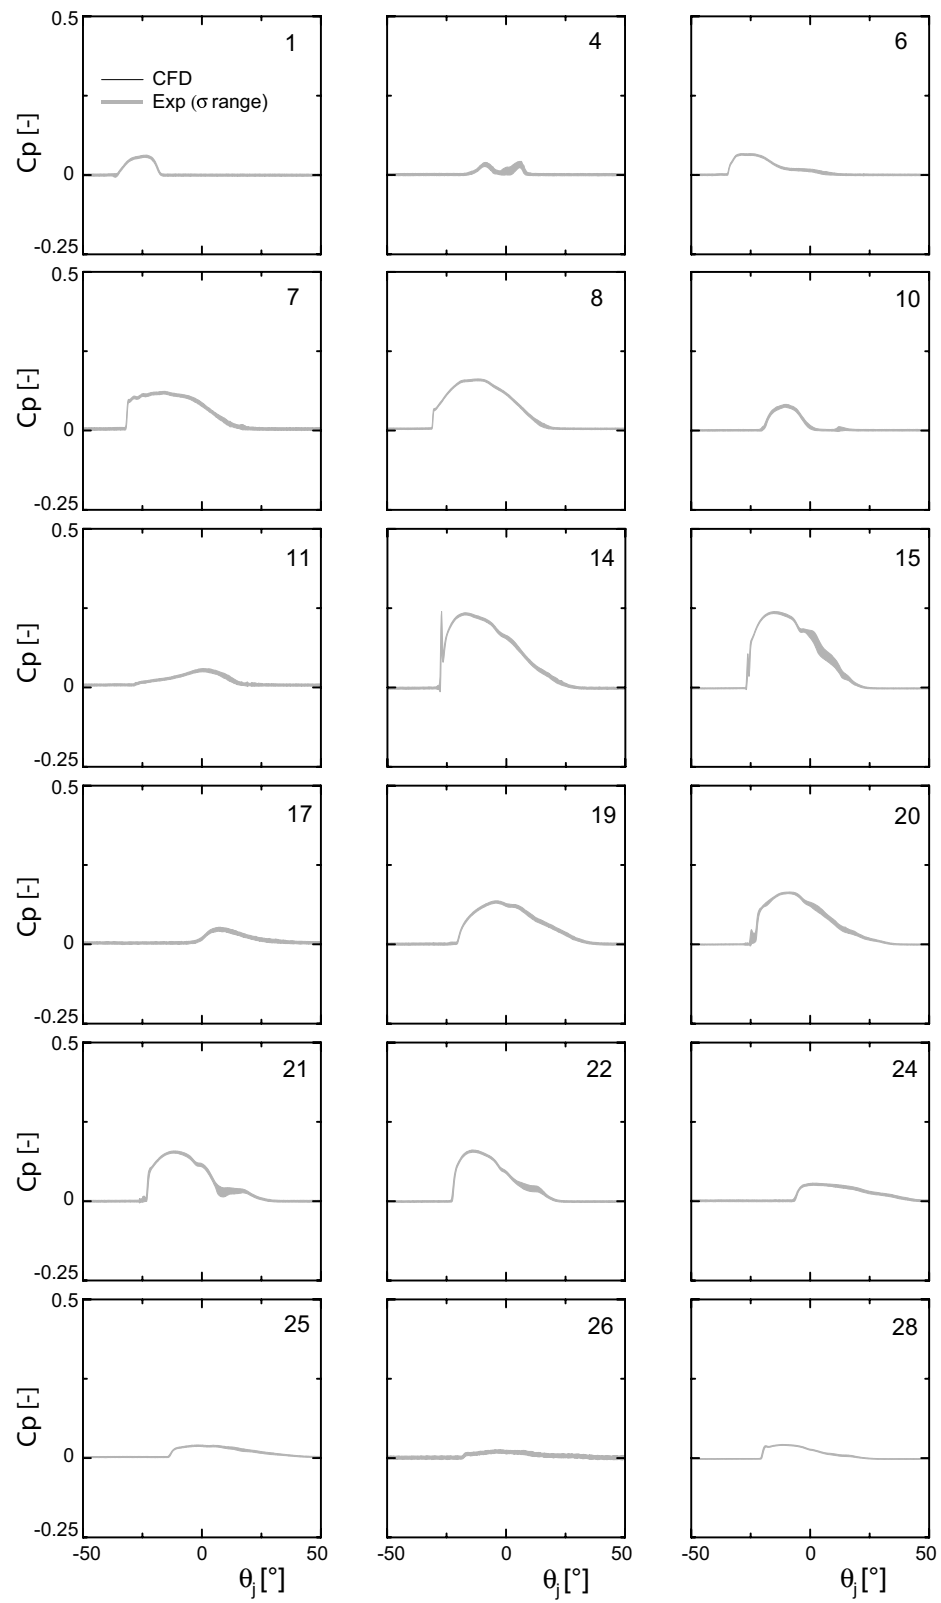 0.5 1 4 6
CFD
Exp (σ range)
Cp [-]
0
-0.25
0.5 7 8 10
Cp [-]
0
-0.25
0.5 11 14 15
Cp [-]
0
-0.25
0.5 17 19 20
Cp [-]
0
-0.25
0.5 21 22 24
Cp [-]
0
-0.25
0.5 25 26 28
Cp [-]
0
-0.25
-50 0 50 -50 0 50 -50 0 50
θj [°] θj [°] θj [°]